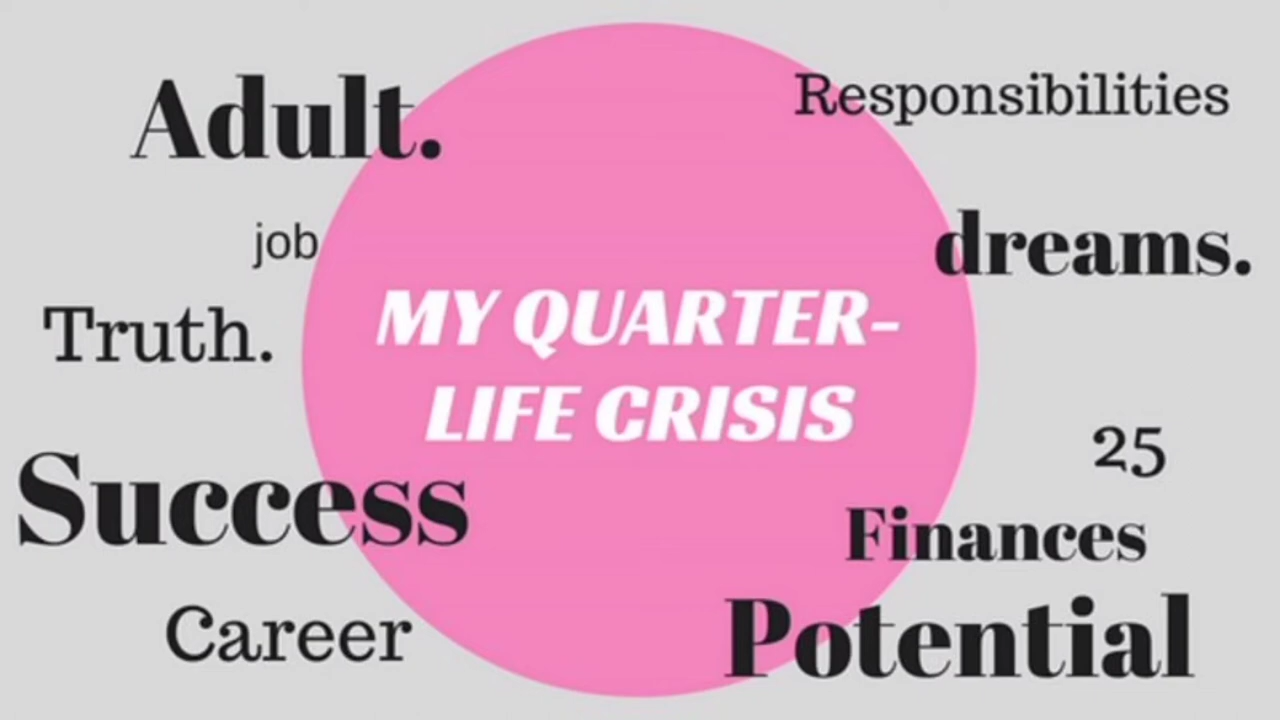 Adult.
Responsibilities
job
dreams.
Truth.
MY QUARTER-
LIFE CRISIS
25
Success
Finances
Career
Potential